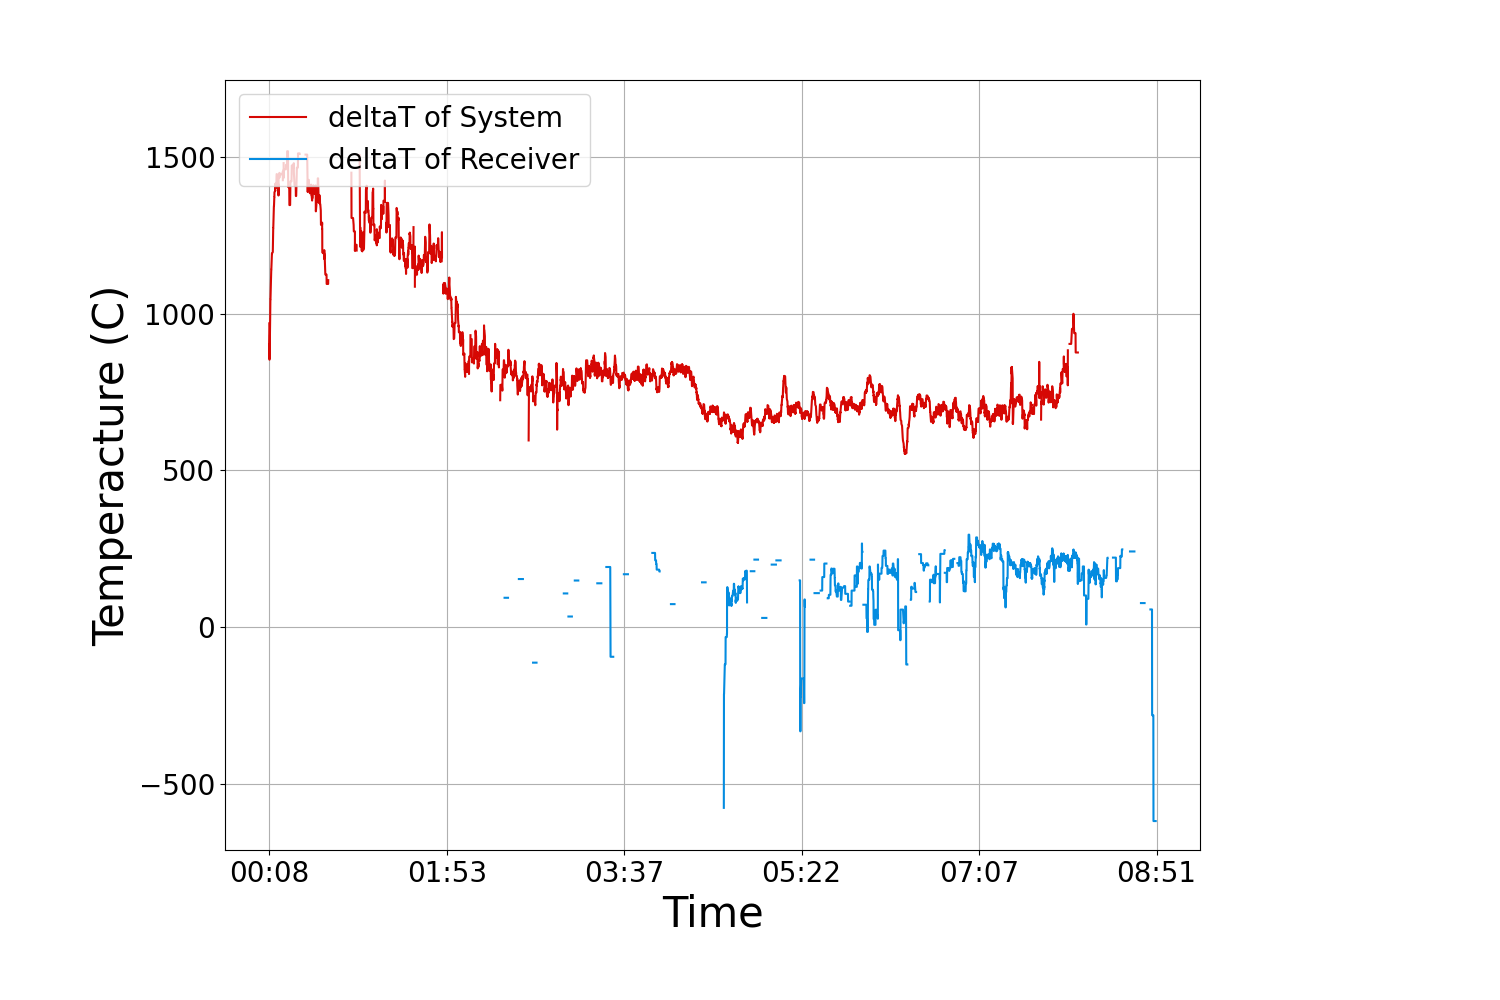 deltaT of System
deltaT of Receiver
1500
1000
500
0
−500
Temperacture (C)
00:08 01:53 03:37 05:22 07:07 08:51
Time